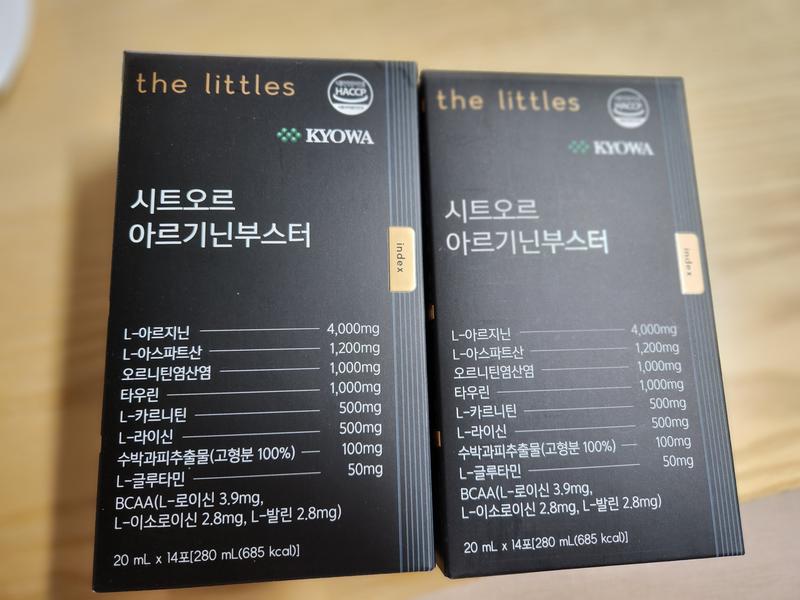 the littles
HACCP
KYOWA
시트오르
아르기닌부스터
index
L-아르지닌 4,000mg
L-아스파트산 1,200mg
오르니틴염산염 1,000mg
타우린 1,000mg
L-카르니틴 500mg
L-라이신 500mg
수박과피추출물(고형분 100%) 100mg
L-글루타민 50mg
BCAA(L-로이신 3.9mg,
L-이소로이신 2.8mg, L-발린 2.8mg)
20 mL x 14포[280 mL(685 kcal)]
the littles
HACCP
KYOWA
시트오르
아르기닌부스터
index
L-아르지닌 4,000mg
L-아스파트산 1,200mg
오르니틴염산염 1,000mg
타우린 1,000mg
L-카르니틴 500mg
L-라이신 500mg
수박과피추출물(고형분 100%) 100mg
L-글루타민 50mg
BCAA(L-로이신 3.9mg,
L-이소로이신 2.8mg, L-발린 2.8mg)
20 mL x 14포[280 mL(685 kcal)]